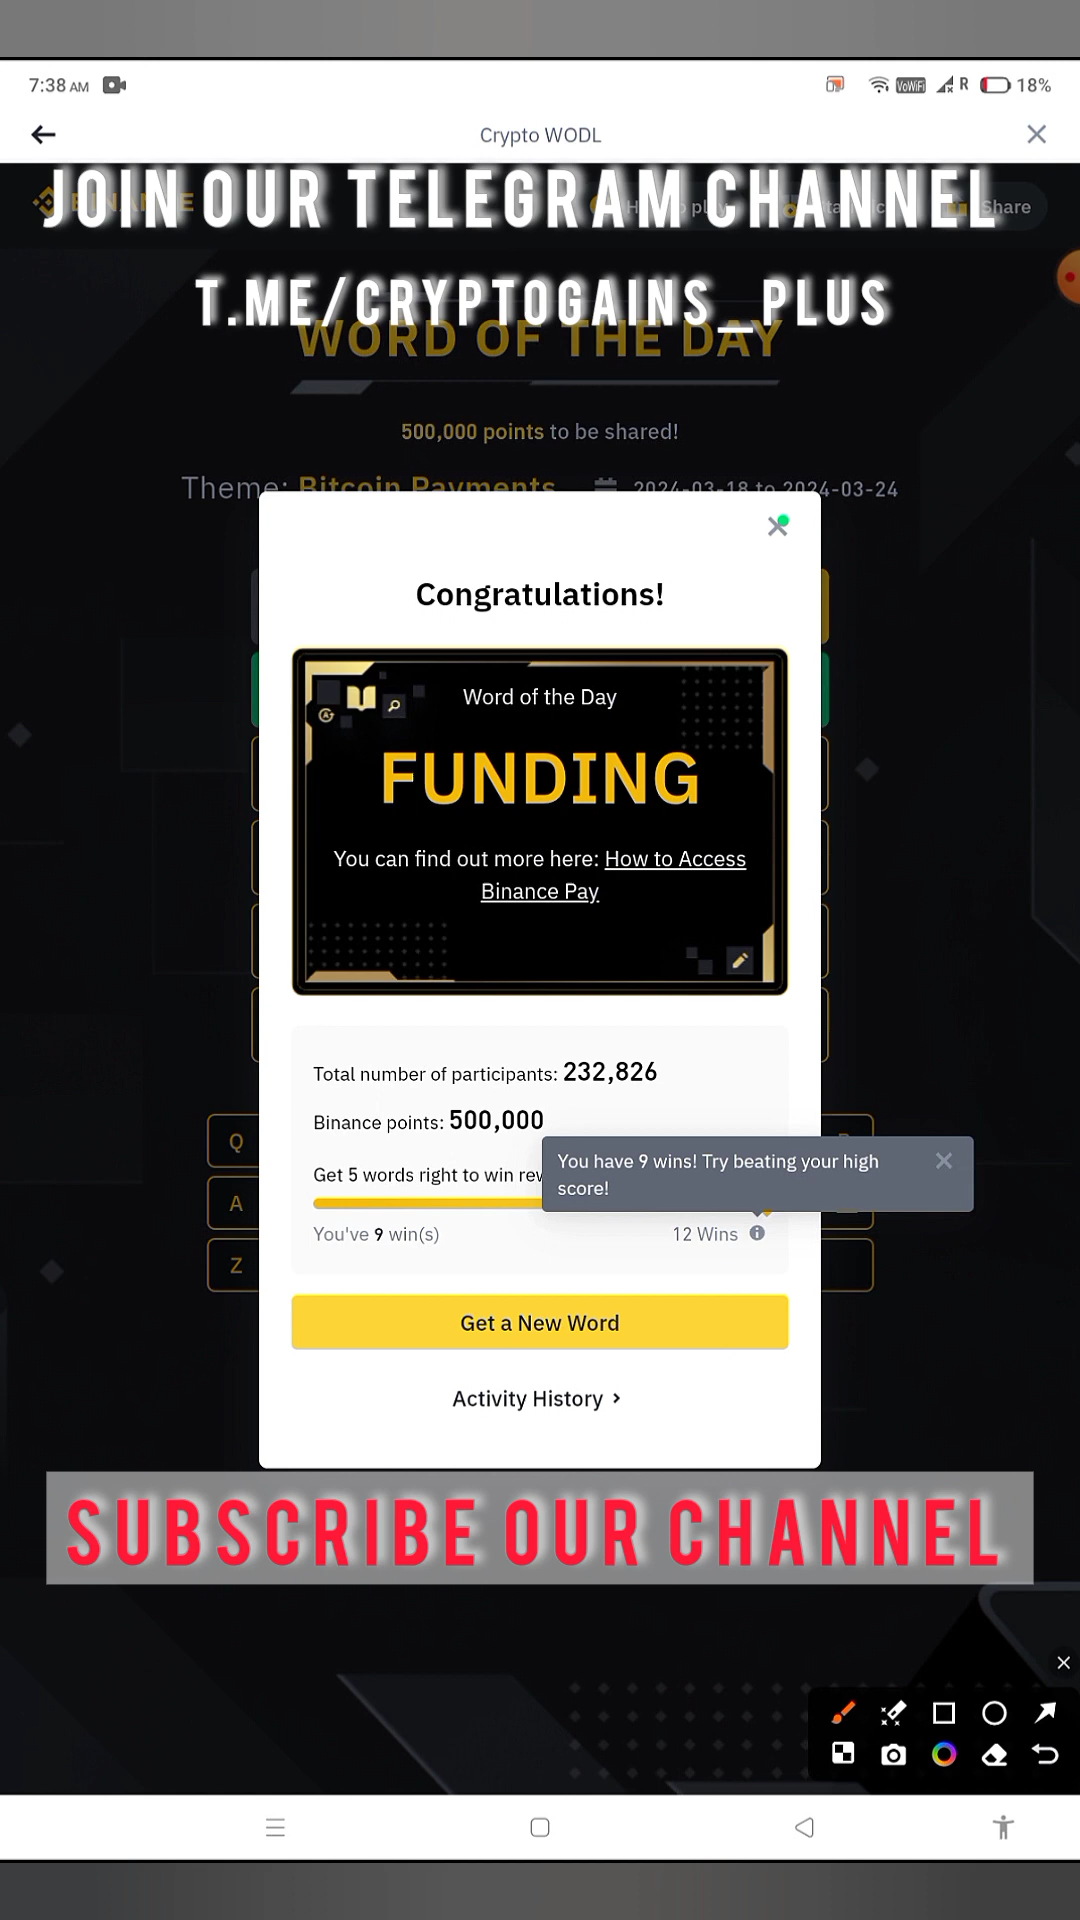 7:38 AM
VoWiFi R 18%
Crypto WODL
JOIN OUR TELEGRAM CHANNEL
Share
T.ME/CRYPTOGAINS_PLUS
WORD OF THE DAY
500,000 points to be shared!
Theme: Bitcoin Payments 2024-03-18 to 2024-03-24
Congratulations!
Word of the Day
FUNDING
You can find out more here: How to Access
Binance Pay
Total number of participants: 232,826
Binance points: 500,000
Get 5 words right to win
You have 9 wins! Try beating your high
score!
You've 9 win(s)
12 Wins
Q
A
Z
Get a New Word
Activity History
SUBSCRIBE OUR CHANNEL